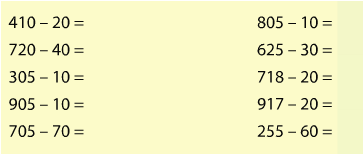 410 – 20 =
720 – 40 =
305 – 10 =
905 – 10 =
705 – 70 =
805 – 10 =
625 – 30 =
718 – 20 =
917 – 20 =
255 – 60 =